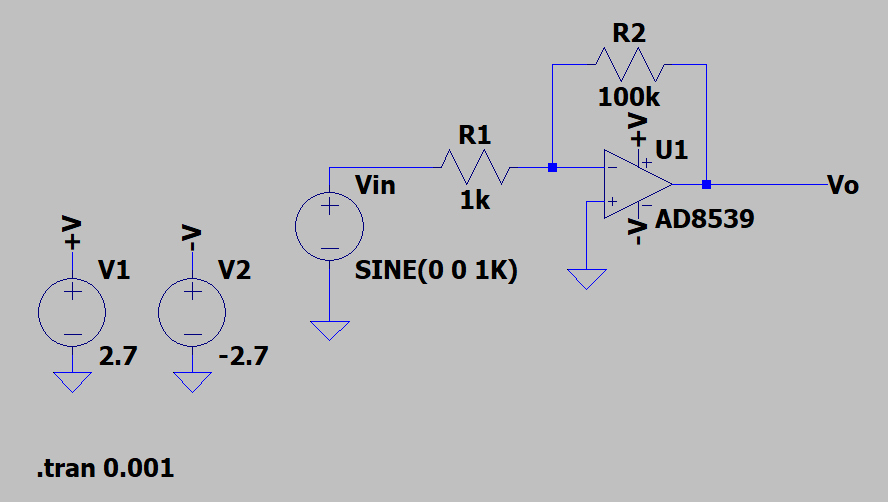 R2
100k
+V
R1
U1
Vin
1k
Vo
+V
-V
-V
AD8539
V1
V2
SINE(0 0 1K)
2.7
-2.7
.tran 0.001